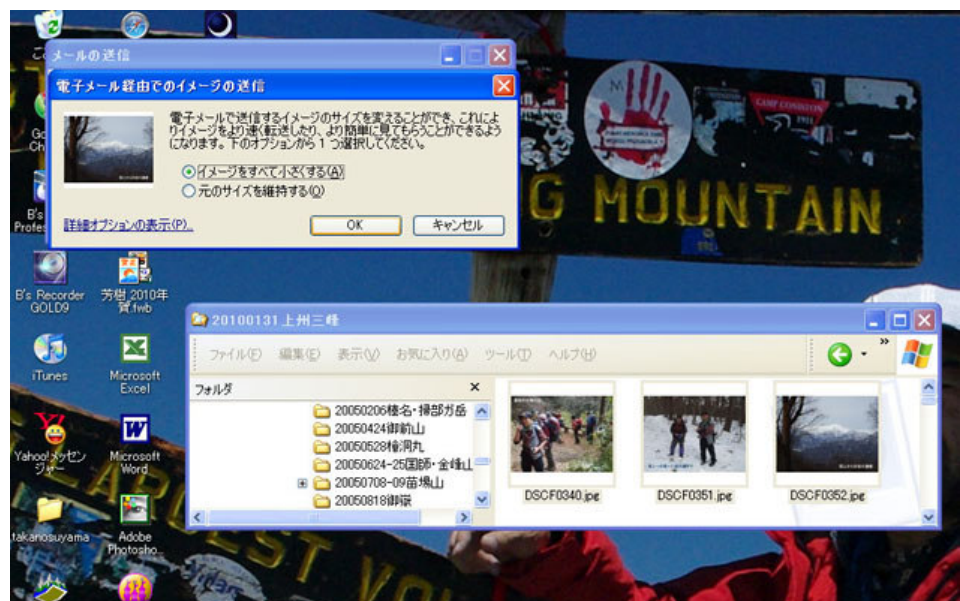 メールの送信
電子メール経由でのイメージの送信
電子メールで送信するイメージのサイズを変えることができ、これによ
りイメージをより速く転送したり、より簡単に見てもらうことができるよう
になります。下のオプションから 1 つ選択してください。
イメージをすべて小さくする(A)
元のサイズを維持する(O)
詳細オプションの表示(P)...
OK
キャンセル
B's
Profes
B's Recorder
GOLD9
芳樹_2010年
賀.fwb
iTunes
Microsoft
Excel
Yahoo!メッセン
ジャー
Microsoft
Word
takanosuyama
Adobe
Photosho...
MOUNTAIN
CAMP CONISTON
20100131上州三峰
ファイル(F) 編集(E) 表示(V) お気に入り(A) ツール(T) ヘルプ(H)
フォルダ
20050206榛名・掃部ガ岳
20050424御前山
20050528檜洞丸
20050624-25国師・金峰山
20050708-09苗場山
20050818御嶽
DSCF0340.jpg
DSCF0351.jpg
DSCF0352.jpg